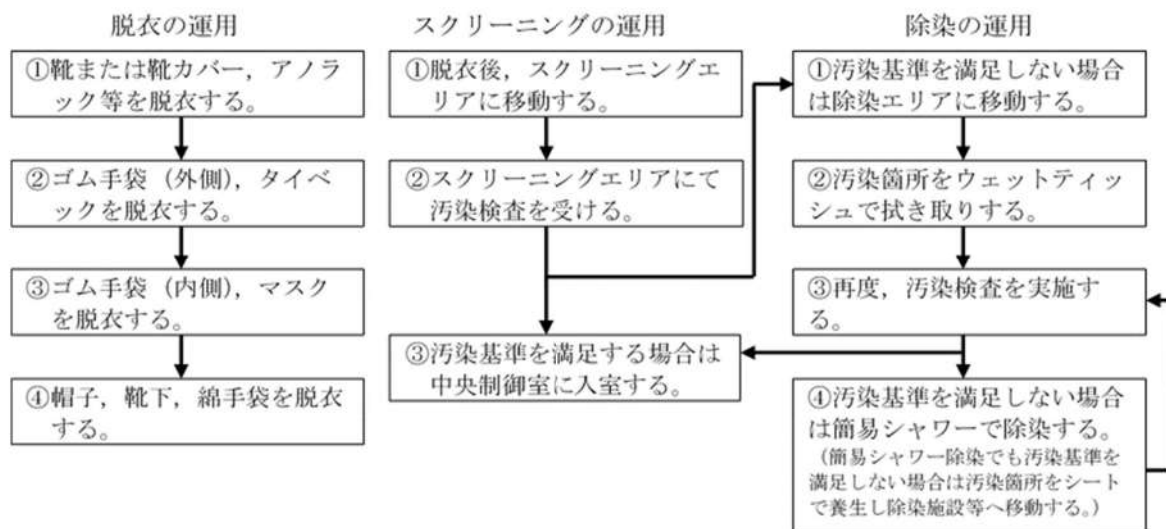 脱衣の運用
①靴または靴カバー，アノラ
ック等を脱衣する。
②ゴム手袋（外側），タイベ
ックを脱衣する。
③ゴム手袋（内側），マスク
を脱衣する。
④帽子，靴下，綿手袋を脱衣
する。
スクリーニングの運用
①脱衣後，スクリーニングエ
リアに移動する。
②スクリーニングエリアにて
汚染検査を受ける。
③汚染基準を満足する場合は
中央制御室に入室する。
除染の運用
①汚染基準を満足しない場合
は除染エリアに移動する。
②汚染箇所をウェットティッ
シュで拭き取りする。
③再度，汚染検査を実施す
る。
④汚染基準を満足しない場合
は簡易シャワーで除染する。
（簡易シャワー除染でも汚染基準を
満足しない場合は汚染箇所をシート
で養生し除染施設等へ移動する。）